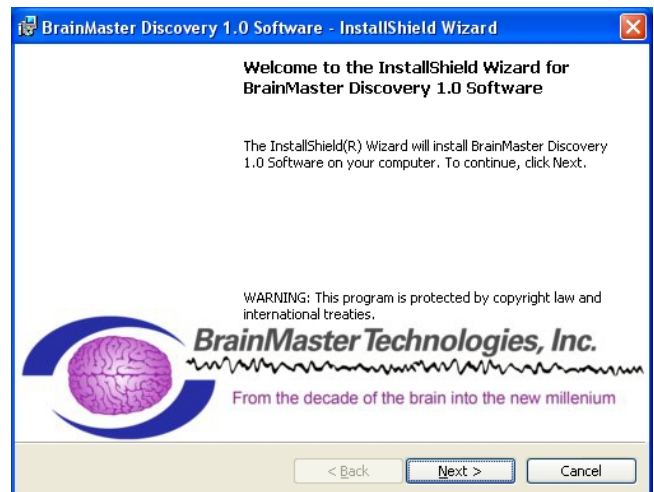 BrainMaster Discovery 1.0 Software - InstallShield Wizard
Welcome to the InstallShield Wizard for
BrainMaster Discovery 1.0 Software
The InstallShield(R) Wizard will install BrainMaster Discovery
1.0 Software on your computer. To continue, click Next.
WARNING: This program is protected by copyright law and
international treaties.
BrainMaster Technologies, Inc.
From the decade of the brain into the new millenium
< Back Next > Cancel